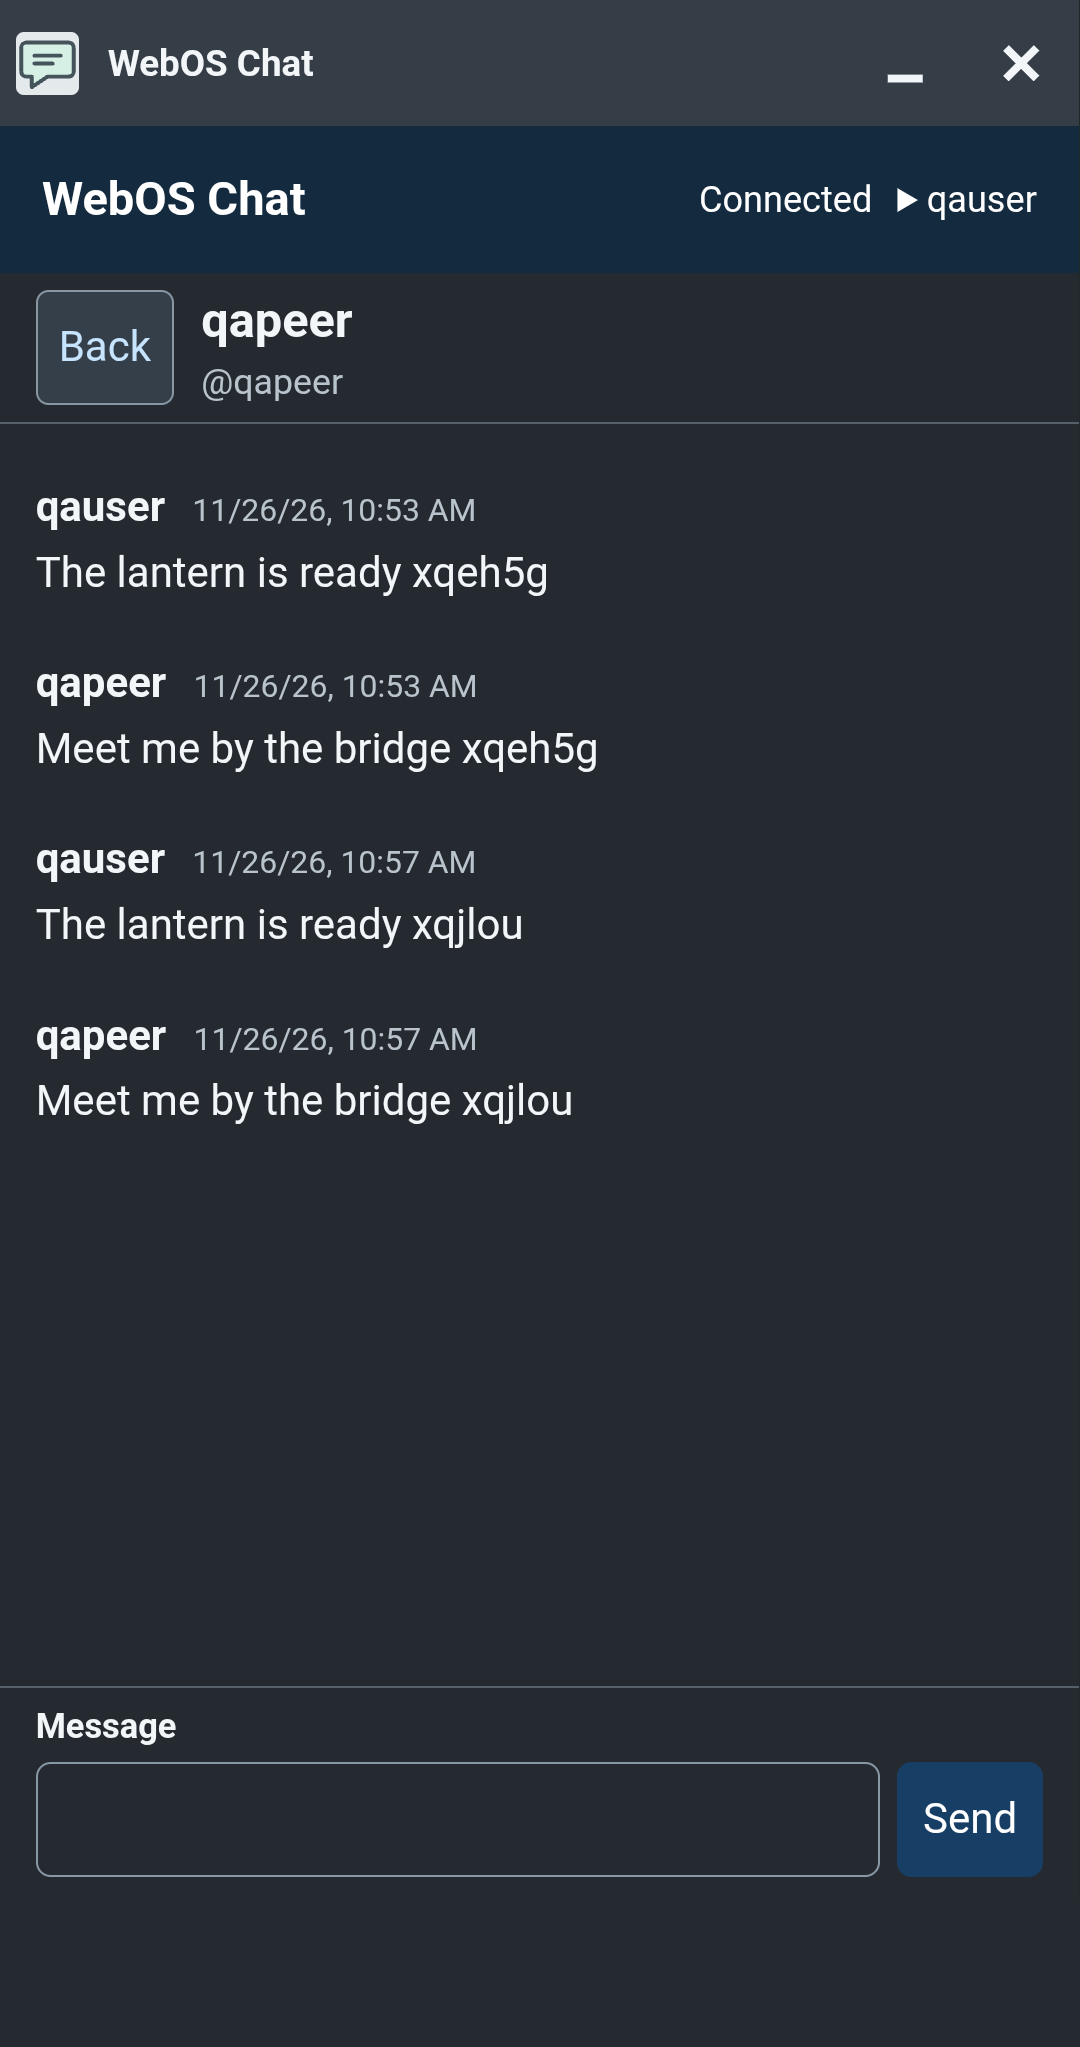 WebOS Chat
WebOS Chat
Connected ▶ qauser
Back
qapeer
@qapeer
qauser 11/26/26, 10:53 AM
The lantern is ready xqeh5g
qapeer 11/26/26, 10:53 AM
Meet me by the bridge xqeh5g
qauser 11/26/26, 10:57 AM
The lantern is ready xqjlou
qapeer 11/26/26, 10:57 AM
Meet me by the bridge xqjlou
Message
Send